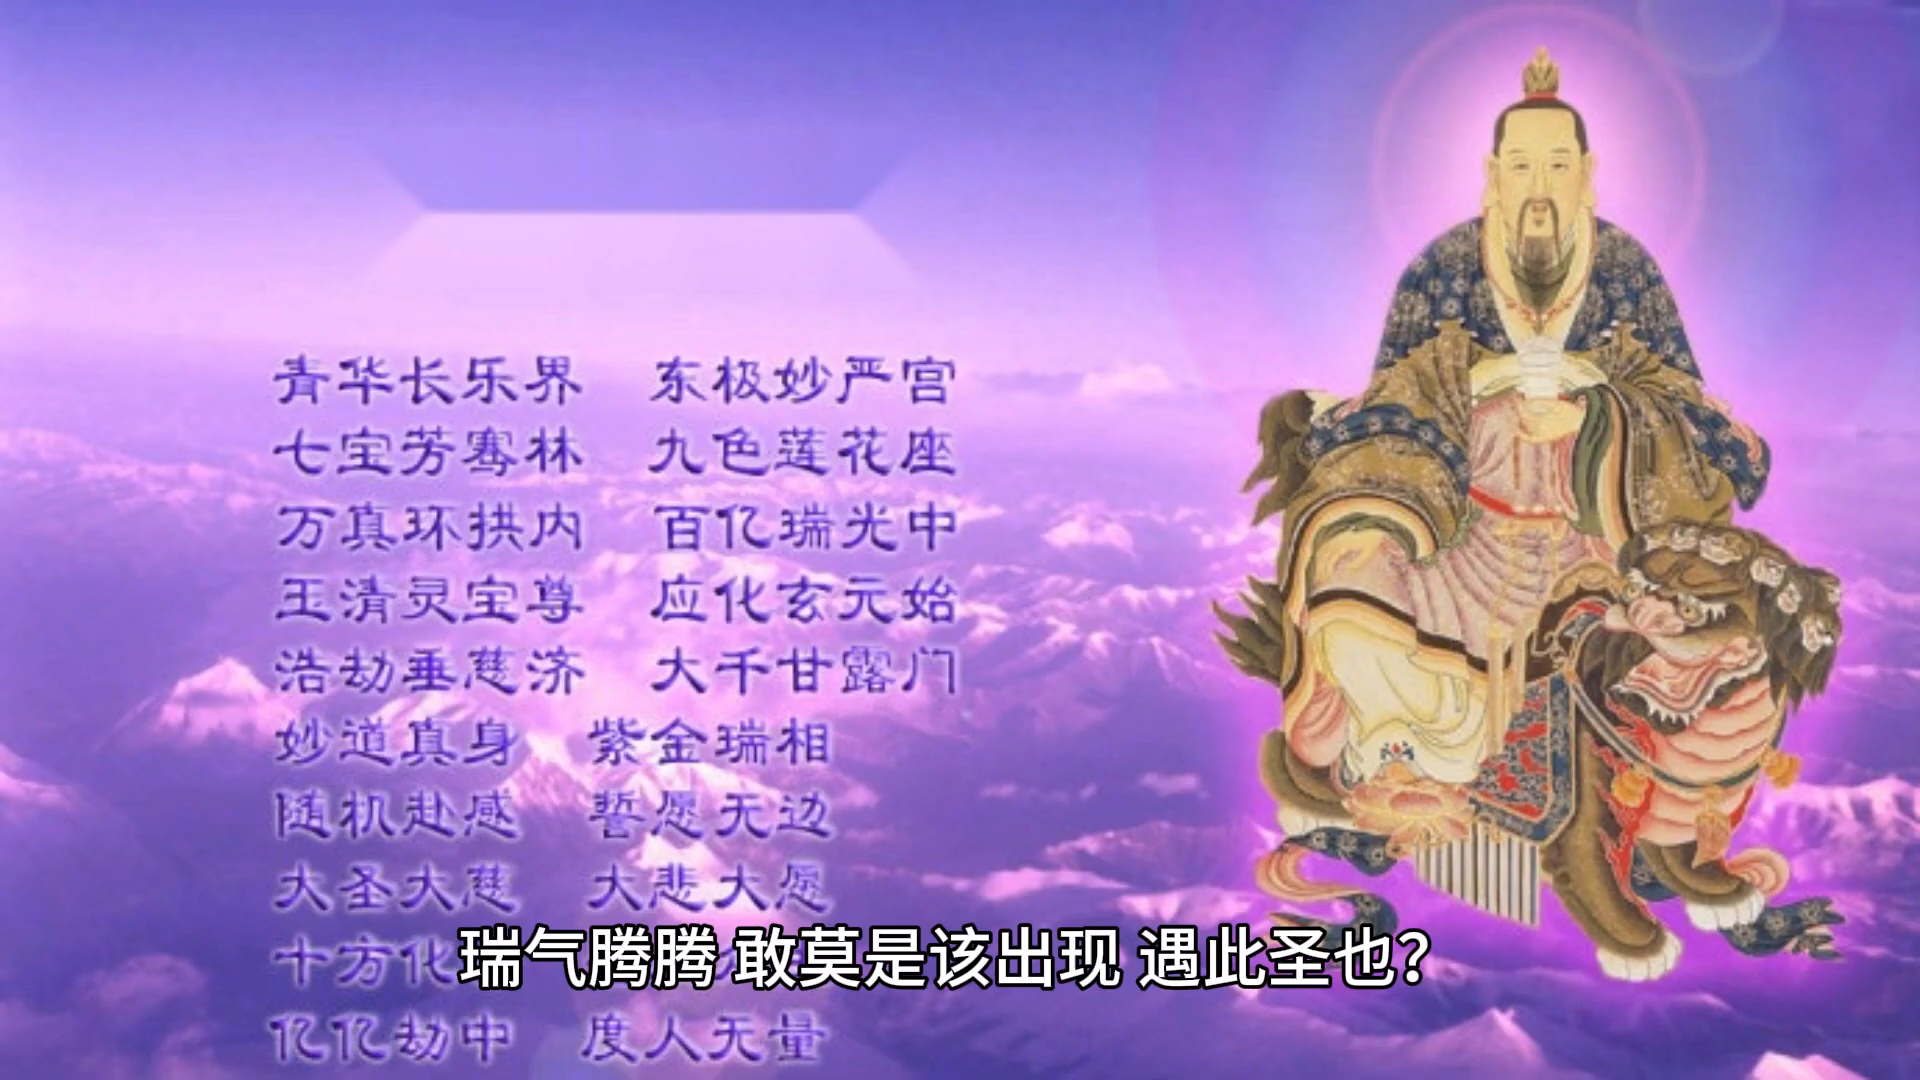 青华长乐界 东极妙严宫
七宝芳骞林 九色莲花座
万真环拱内 百亿瑞光中
玉清灵宝尊 应化玄元始
浩劫垂慈济 大千甘露门
妙道真身 紫金瑞相
随机赴感 誓愿无边
大圣大慈 大悲大愿
十方化
瑞气腾腾 敢莫是该出现 遇此圣也？
亿亿劫中 度人无量